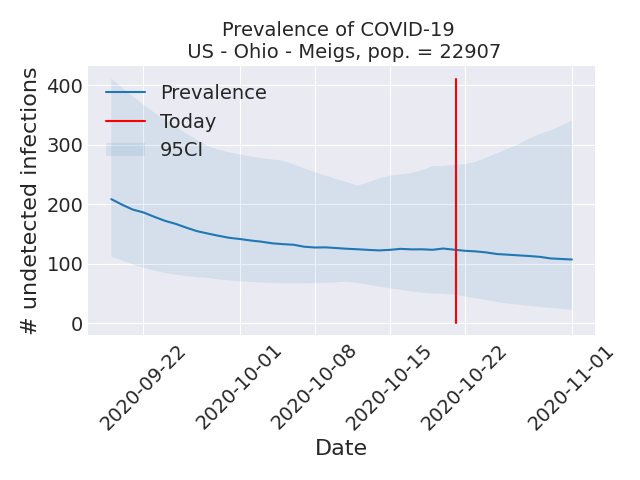 Prevalence of COVID-19
US - Ohio - Meigs, pop. = 22907
# undetected infections
400
300
200
100
0
Prevalence
Today
95CI
2020-09-22
2020-10-01
2020-10-08
2020-10-15
2020-10-22
2020-11-01
Date